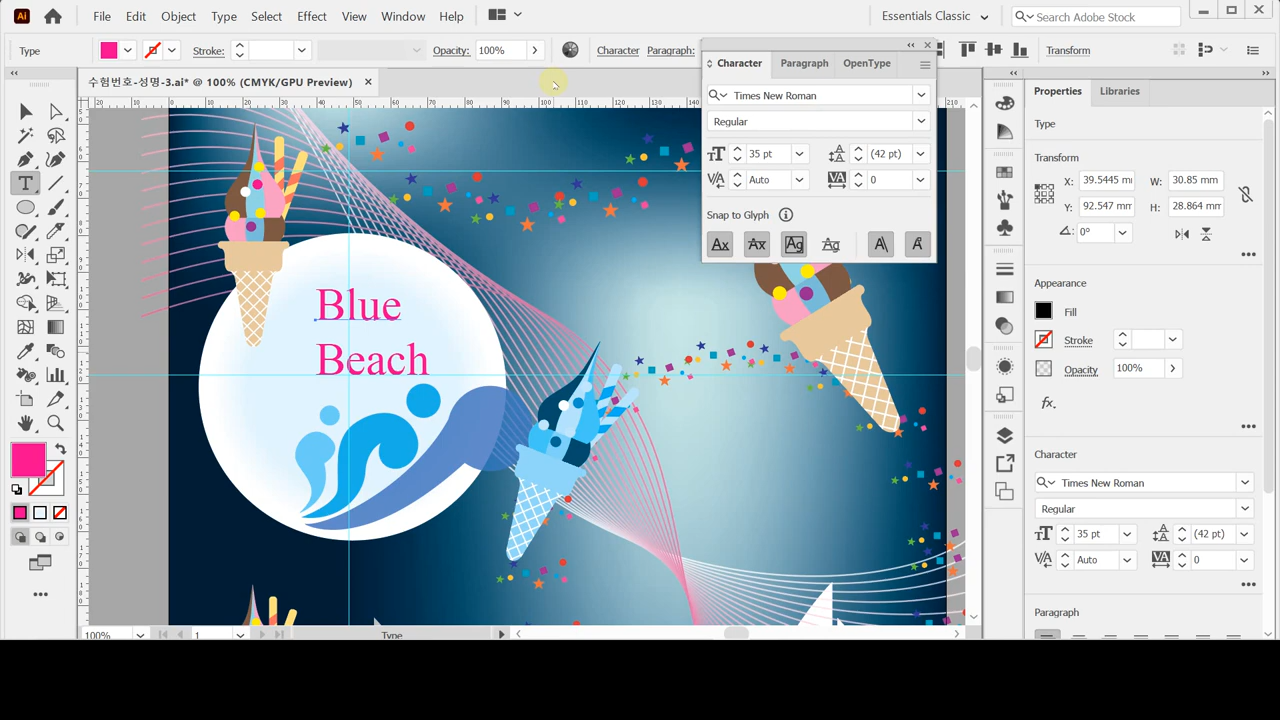 Ai File Edit Object Type Select Effect View Window Help Essentials Classic Search Adobe Stock
Type Stroke: Opacity: 100% Character Paragraph: Transform
수험번호-성명-3.ai* @ 100% (CMYK/GPU Preview)
Character Paragraph OpenType
Times New Roman
Regular
35 pt (42 pt)
Auto 0
Snap to Glyph
Properties Libraries
Type
Transform
X: 39.5445 mm W: 30.85 mm
Y: 92.547 mm H: 28.864 mm
0°
Appearance
Fill
Stroke
Opacity 100%
fx.
Character
Times New Roman
Regular
35 pt (42 pt)
Auto 0
Paragraph
Blue
Beach
100% 1 Type